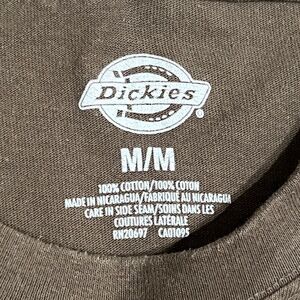 Dickies
M/M
100% COTTON/100% COTON
MADE IN NICARAGUA/FABRIQUÉ AU NICARAGUA
CARE IN SIDE SEAM/SOINS DANS LES
COUTURES LATÉRALE
RN20697 CA01095